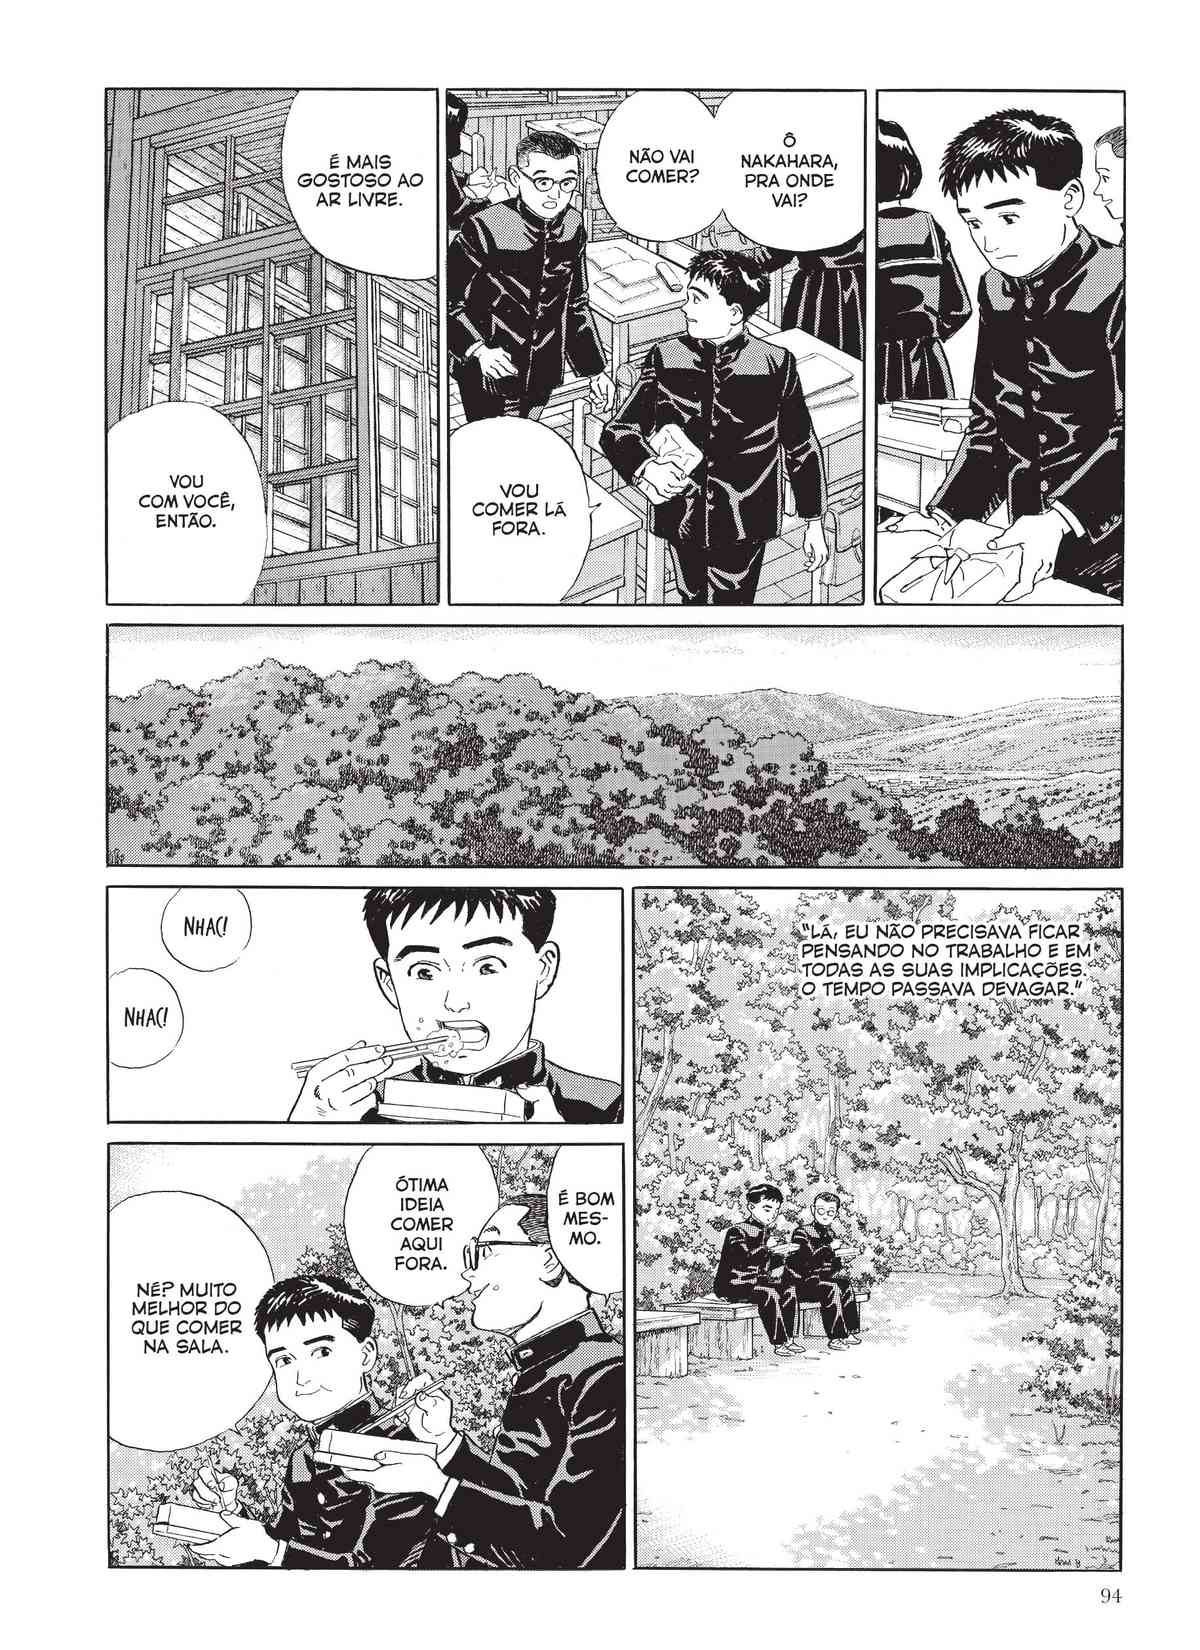 Ô
NAKAHARA,
PRA ONDE
VAI?
NÃO VAI
COMER?
VOU
COMER LÁ
FORA.
É MAIS
GOSTOSO AO
AR LIVRE.
VOU
COM VOCÊ,
ENTÃO.
"LÁ, EU NÃO PRECISAVA FICAR
PENSANDO NO TRABALHO E EM
TODAS AS SUAS IMPLICAÇÕES.
O TEMPO PASSAVA DEVAGAR."
NHAC!
NHAC!
É BOM
MES-
MO.
ÓTIMA
IDEIA
COMER
AQUI
FORA.
NÉ? MUITO
MELHOR DO
QUE COMER
NA SALA.
94